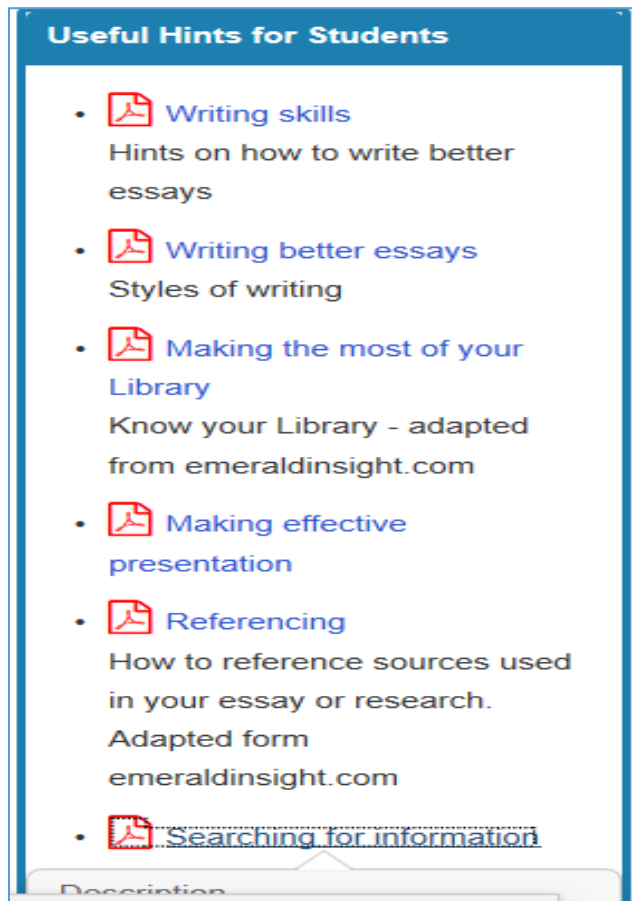 Useful Hints for Students
• Writing skills
Hints on how to write better
essays
• Writing better essays
Styles of writing
• Making the most of your
Library
Know your Library - adapted
from emeraldinsight.com
• Making effective
presentation
• Referencing
How to reference sources used
in your essay or research.
Adapted form
emeraldinsight.com
• Searching for information
Description